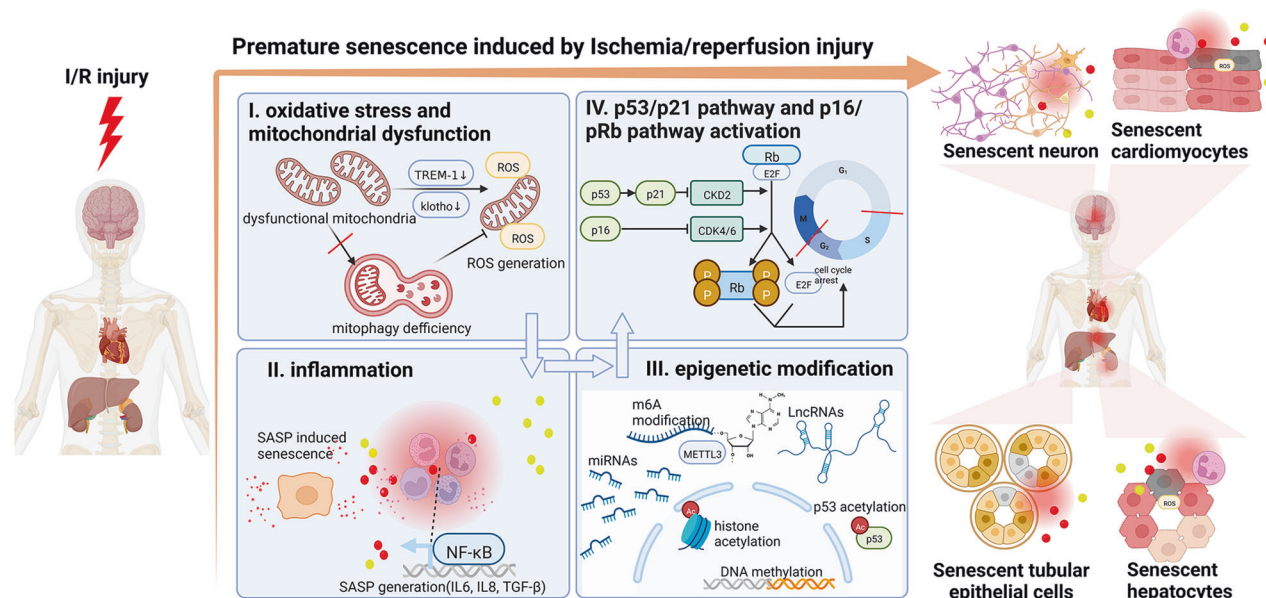 Premature senescence induced by Ischemia/reperfusion injury
I/R injury
I. oxidative stress and
mitochondrial dysfunction
TREM-1↓
klotho↓
ROS
ROS
dysfunctional mitochondria
ROS generation
mitophagy defficiency
IV. p53/p21 pathway and p16/
pRb pathway activation
Rb
E2F
p53
p21
CKD2
p16
CDK4/6
G₁
S
G₂
M
P
P
Rb
P
P
E2F
cell cycle
arrest
II. inflammation
SASP induced
senescence
NF-κB
SASP generation(IL6, IL8, TGF-β)
III. epigenetic modification
m6A
modification
METTL3
H
N
CH₃
N
N
N
N
O
O
O
OH
LncRNAs
miRNAs
Ac
histone
acetylation
p53 acetylation
Ac
p53
DNA methylation
Senescent neuron
ROS
Senescent
cardiomyocytes
Senescent tubular
epithelial cells
ROS
Senescent
hepatocytes